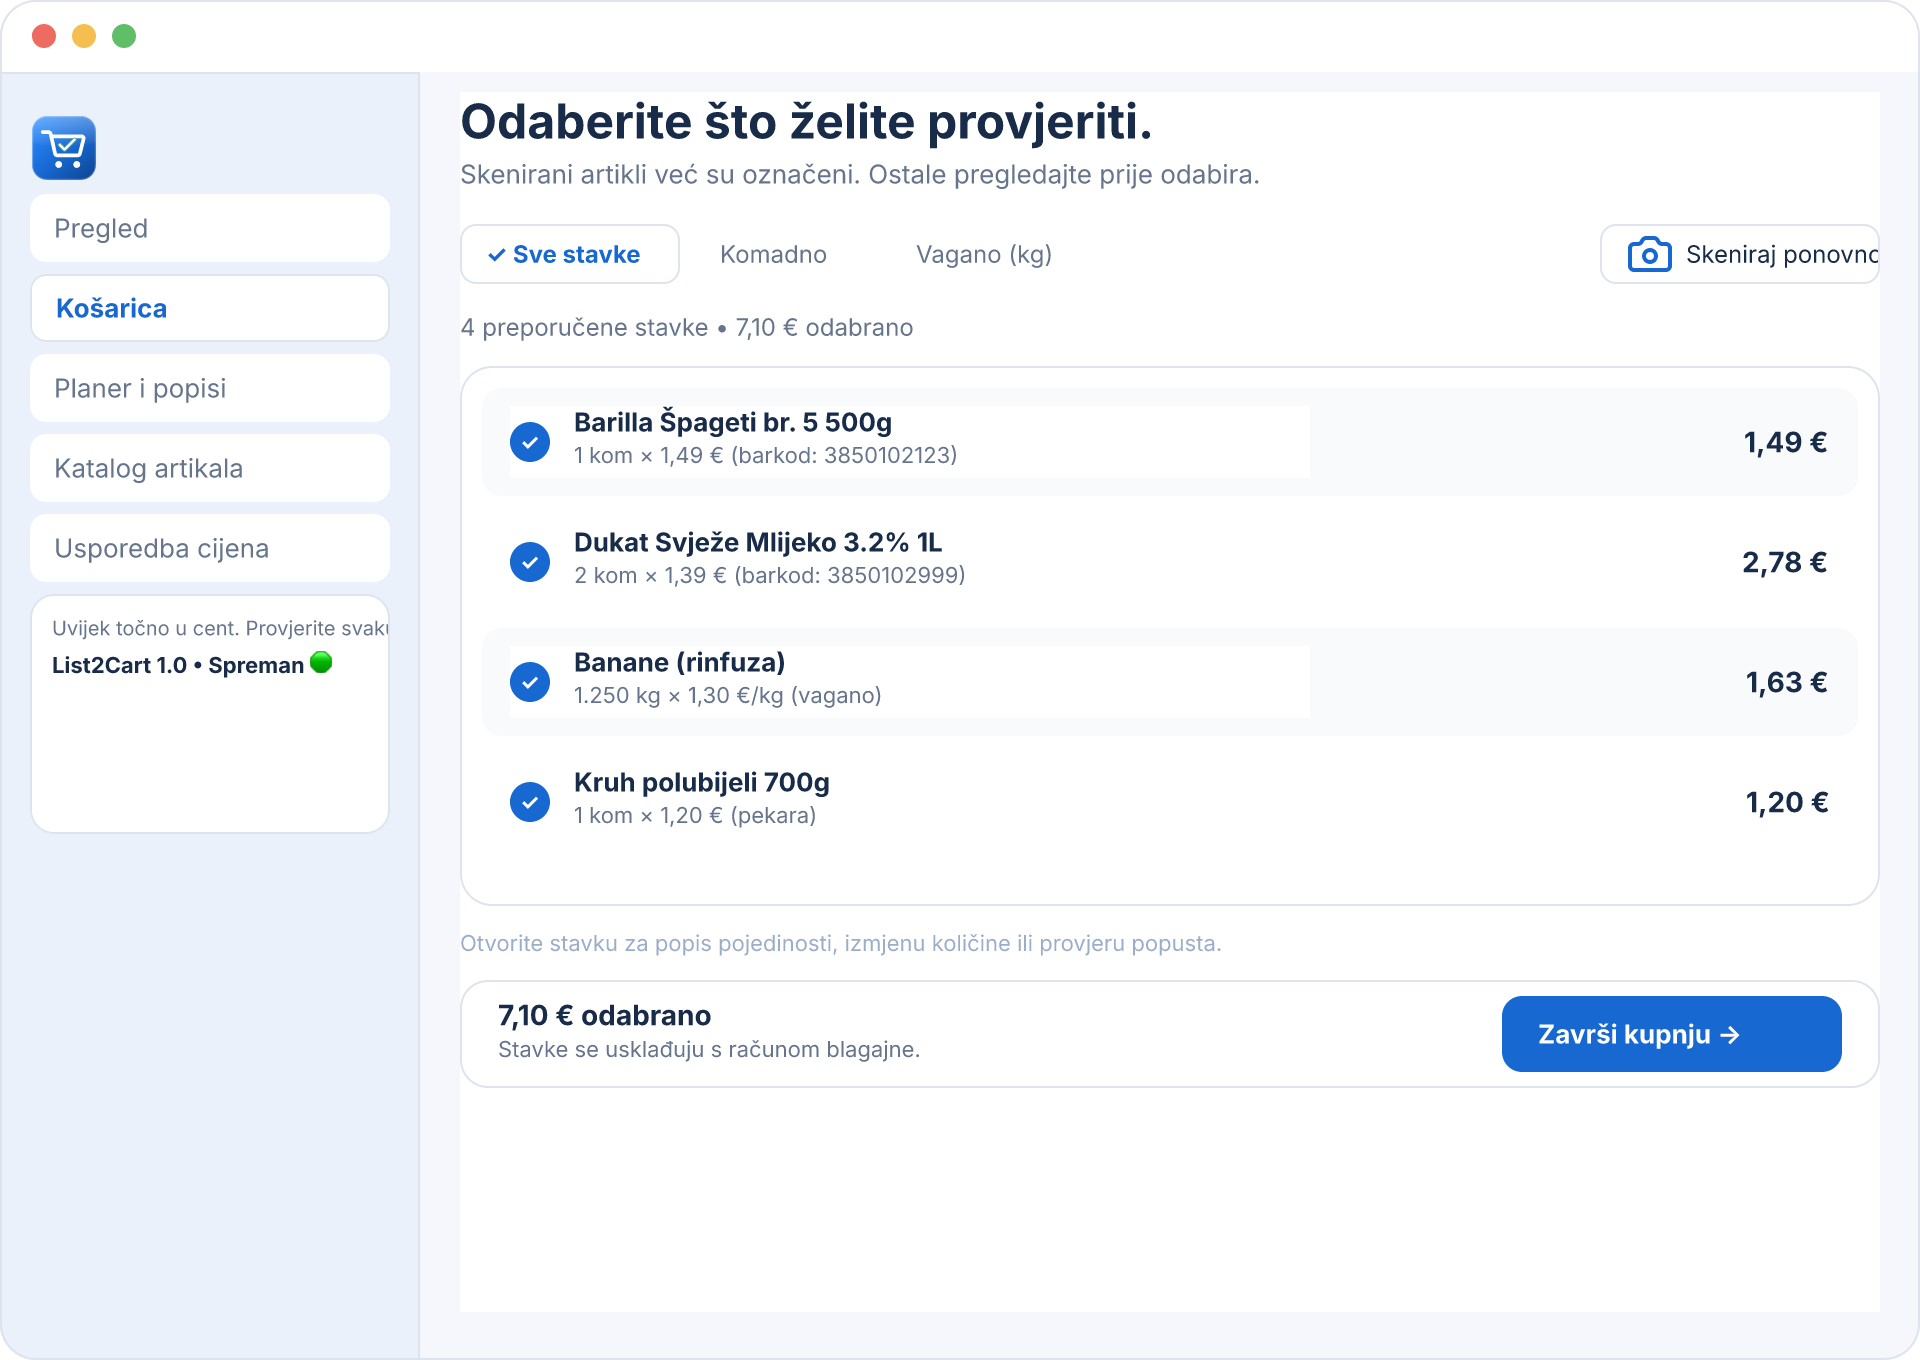 Odaberite što želite provjeriti.
Skenirani artikli već su označeni. Ostale pregledajte prije odabira.
Pregled
Košarica
Planer i popisi
Katalog artikala
Usporedba cijena
Uvijek točno u cent. Provjerite svaku
List2Cart 1.0 • Spreman
✓ Sve stavke
Komadno
Vagano (kg)
Skeniraj ponovno
4 preporučene stavke • 7,10 € odabrano
Barilla Špageti br. 5 500g
1 kom × 1,49 € (barkod: 3850102123)
1,49 €
Dukat Svježe Mlijeko 3.2% 1L
2 kom × 1,39 € (barkod: 3850102999)
2,78 €
Banane (rinfuza)
1.250 kg × 1,30 €/kg (vagano)
1,63 €
Kruh polubijeli 700g
1 kom × 1,20 € (pekara)
1,20 €
Otvorite stavku za popis pojedinosti, izmjenu količine ili provjeru popusta.
7,10 € odabrano
Stavke se usklađuju s računom blagajne.
Završi kupnju →